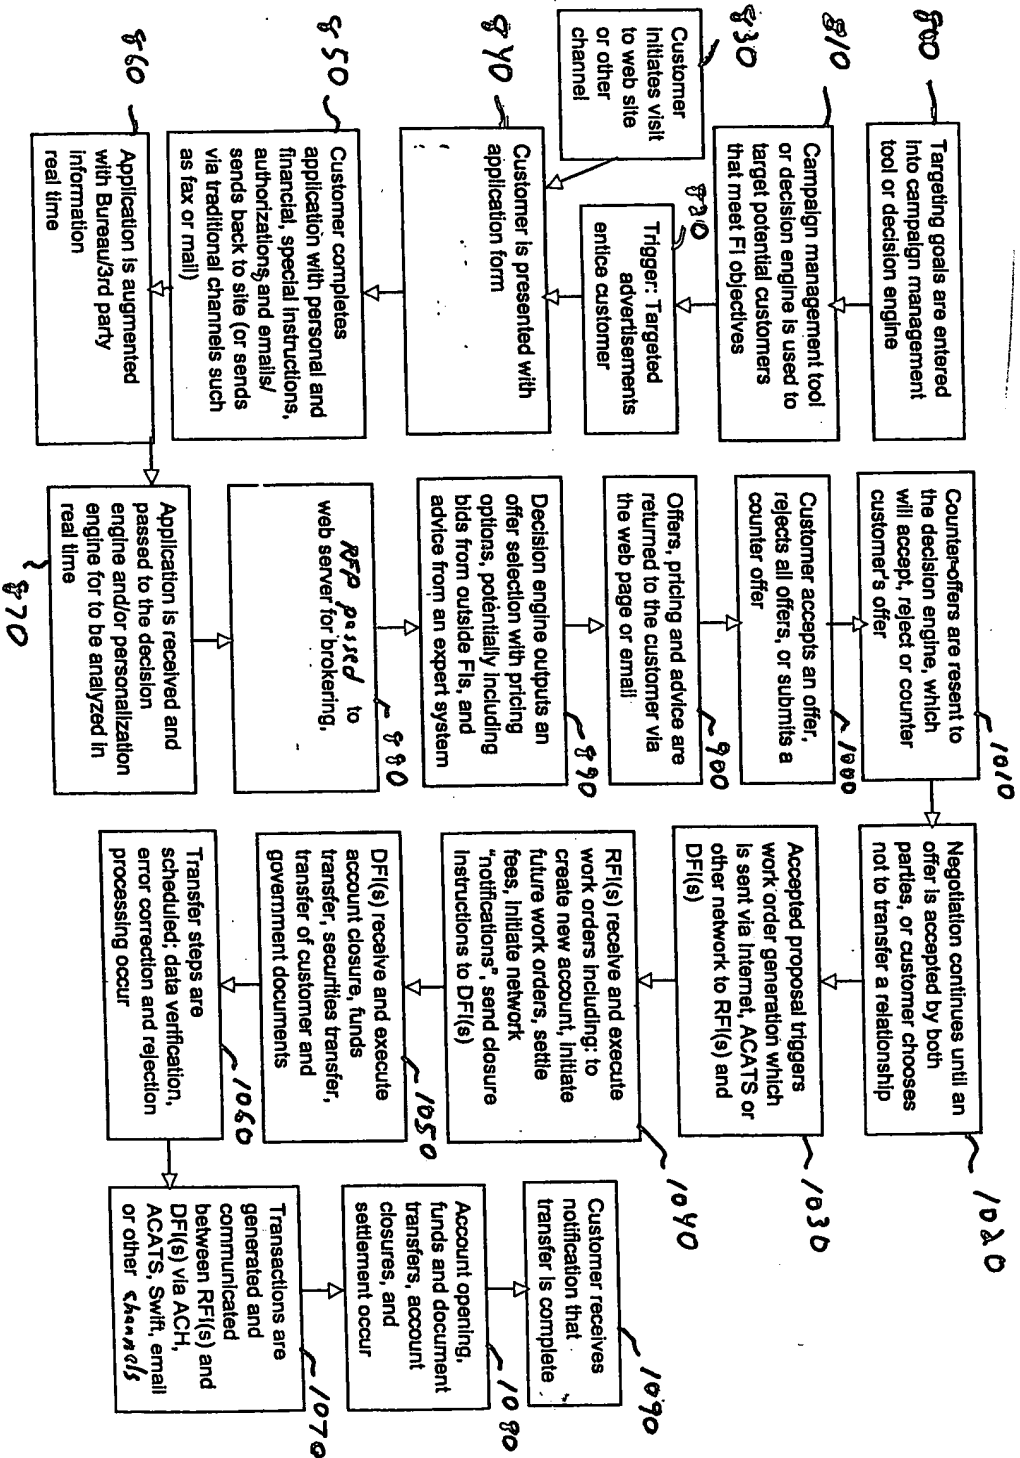 800
Targeting goals are entered
into campaign management
tool or decision engine
810
Campaign management tool
or decision engine is used to
target potential customers
that meet FI objectives
820
Trigger: Targeted
advertisements
entice customer
830
Customer
initiates visit
to web site
or other
channel
840
Customer is presented with
application form
850
Customer completes
application with personal and
financial, special instructions,
authorizations, and emails/
sends back to site (or sends
via traditional channels such
as fax or mail)
860
Application is augmented
with Bureau/3rd party
information
real time
Application is received and
passed to the decision
engine and/or personalization
engine for to be analyzed in
real time
870
RFP passed to
web server for brokering,
880
Decision engine outputs an
offer selection with pricing
options, potentially including
bids from outside FIs, and
advice from an expert system
890
Offers, pricing and advice are
returned to the customer via
the web page or email
900
Customer accepts an offer,
rejects all offers, or submits a
counter offer
1000
Counter-offers are resent to
the decision engine, which
will accept, reject or counter
customer's offer
1010
Negotiation continues until an
offer is accepted by both
parties, or customer chooses
not to transfer a relationship
1020
Accepted proposal triggers
work order generation which
is sent via Internet, ACATS or
other network to RFI(s) and
DFI(s)
1030
RFI(s) receive and execute
work orders including: to
create new account, initiate
future work orders, settle
fees, initiate network
"notifications", send closure
instructions to DFI(s)
1040
DFI(s) receive and execute
account closure, funds
transfer, securities transfer,
transfer of customer and
government documents
1050
Transfer steps are
scheduled; data verification,
error correction and rejection
processing occur
1060
Transactions are
generated and
communicated
between RFI(s) and
DFI(s) via ACH,
ACATS, Swift, email
or other channels
1070
Account opening,
funds and document
transfers, account
closures, and
settlement occur
1080
Customer receives
notification that
transfer is complete
1090